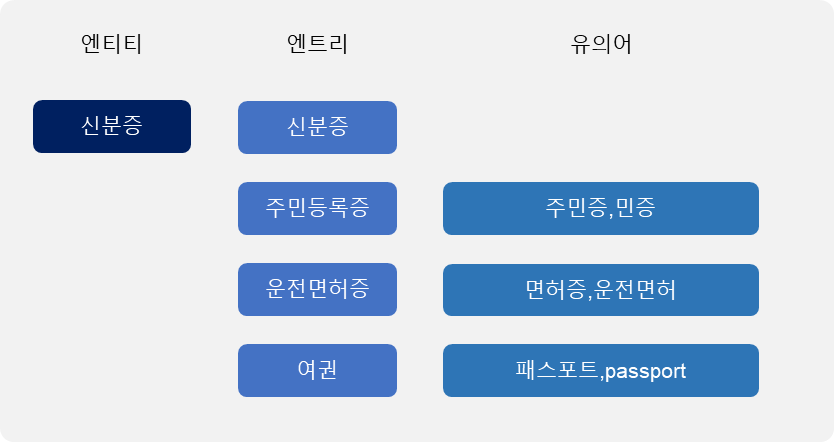 엔티티 엔트리 유의어
신분증 신분증
주민등록증 주민증,민증
운전면허증 면허증,운전면허
여권 패스포트,passport